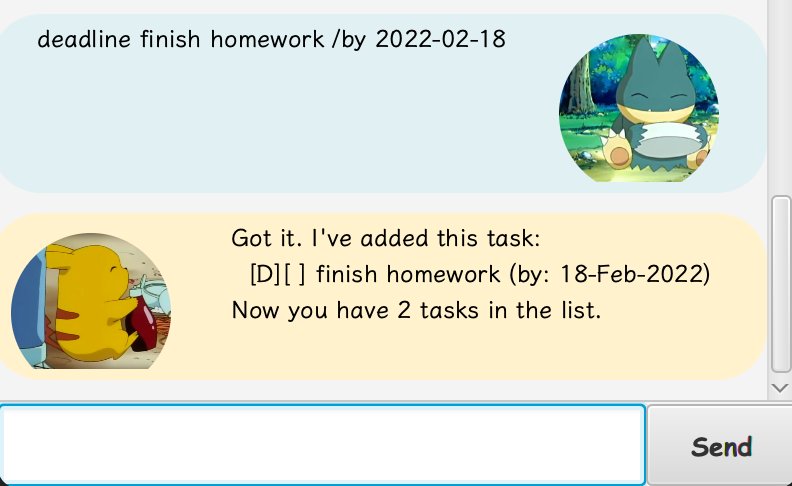 deadline finish homework /by 2022-02-18
Got it. I've added this task:
[D][ ] finish homework (by: 18-Feb-2022)
Now you have 2 tasks in the list.
Send